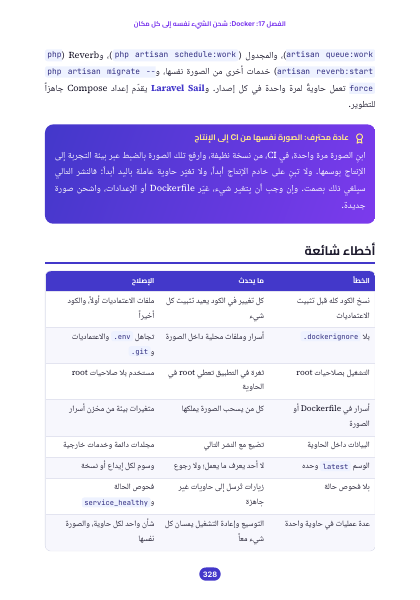 الفصل 17: Docker: شحن الشيء نفسه إلى كل مكان
artisan queue:work)، والمجدول (php artisan schedule:work)، وReverb (php
artisan reverb:start) خدمات أخرى من الصورة نفسها، و php artisan migrate --
force تعمل حاويةً لمرة واحدة في كل إصدار. وLaravel Sail يقدّم إعداد Compose جاهزاً
للتطوير.
عادة محترف: الصورة نفسها من CI إلى الإنتاج
ابنِ الصورة مرة واحدة، في CI، من نسخة نظيفة، وارفع تلك الصورة بالضبط عبر بيئة التجربة إلى
الإنتاج بوسمها. ولا تبنِ على خادم الإنتاج أبداً، ولا تغيّر حاوية عاملة باليد أبداً: فالنشر التالي
سيلغي ذلك بصمت. وإن وجب أن يتغير شيء، غيّر Dockerfile أو الإعدادات، واشحن صورة
جديدة.
أخطاء شائعة
الخطأ ما يحدث الإصلاح
نسخ الكود كله قبل تثبيت الاعتماديات كل تغيير في الكود يعيد تثبيت كل شيء ملفات الاعتماديات أولاً، والكود أخيراً
بلا .dockerignore أسرار وملفات محلية داخل الصورة تجاهل .env والاعتماديات و .git
التشغيل بصلاحيات root ثغرة في التطبيق تعطي root في الحاوية مستخدم بلا صلاحيات root
أسرار في Dockerfile أو الصورة كل من يسحب الصورة يملكها متغيرات بيئة من مخزن أسرار
البيانات داخل الحاوية تضيع مع النشر التالي مجلدات دائمة وخدمات خارجية
الوسم latest وحده لا أحد يعرف ما يعمل؛ ولا رجوع وسوم لكل إيداع أو نسخة
بلا فحوص حالة زيارات تُرسل إلى حاويات غير جاهزة فحوص الحالة و service_healthy
عدة عمليات في حاوية واحدة التوسيع وإعادة التشغيل يمسان كل شيء معاً شأن واحد لكل حاوية، والصورة نفسها
328